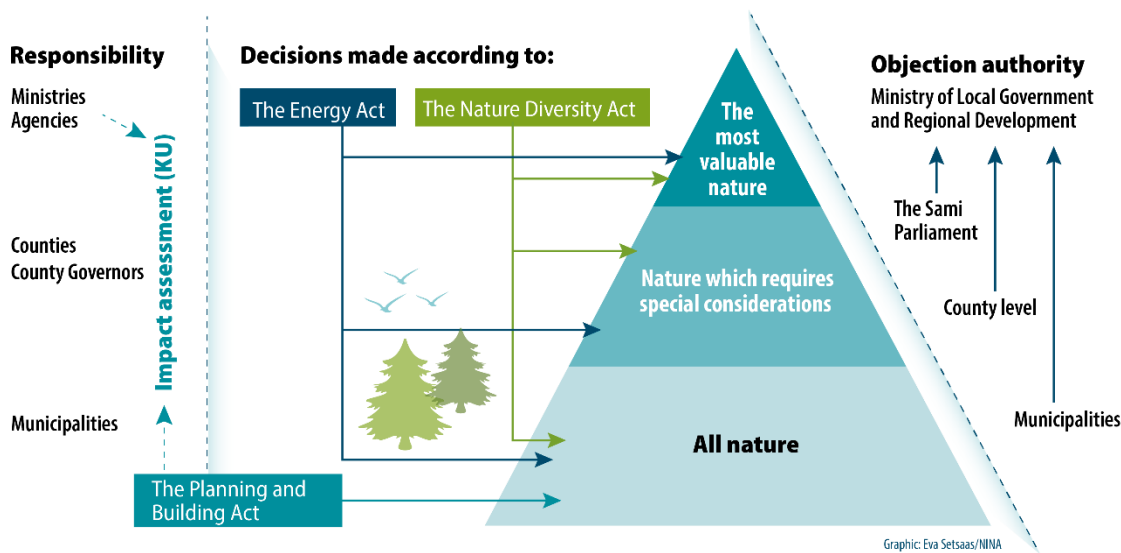 Responsibility
Ministries
Agencies
Impact assessment (KU)
Counties
County Governors
Municipalities
The Planning and
Building Act
Decisions made according to:
The Energy Act
The Nature Diversity Act
The
most
valuable
nature
Nature which requires
special considerations
All nature
Objection authority
Ministry of Local Government
and Regional Development
The Sami
Parliament
County level
Municipalities
Graphic: Eva Setsaas/NINA